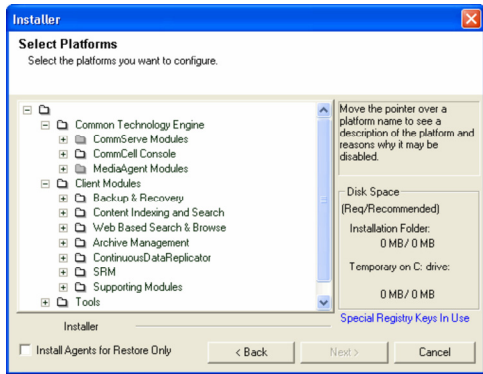 Installer
Select Platforms
Select the platforms you want to configure.
Common Technology Engine
CommServe Modules
CommCell Console
MediaAgent Modules
Client Modules
Backup & Recovery
Content Indexing and Search
Web Based Search & Browse
Archive Management
ContinuousDataReplicator
SRM
Supporting Modules
Tools
Move the pointer over a
platform name to see a
description of the platform and
reasons why it may be
disabled.
Disk Space
(Req/Recommended)
Installation Folder:
0 MB/ 0 MB
Temporary on C: drive:
0 MB/ 0 MB
Special Registry Keys In Use
Installer
Install Agents for Restore Only
< Back
Next >
Cancel